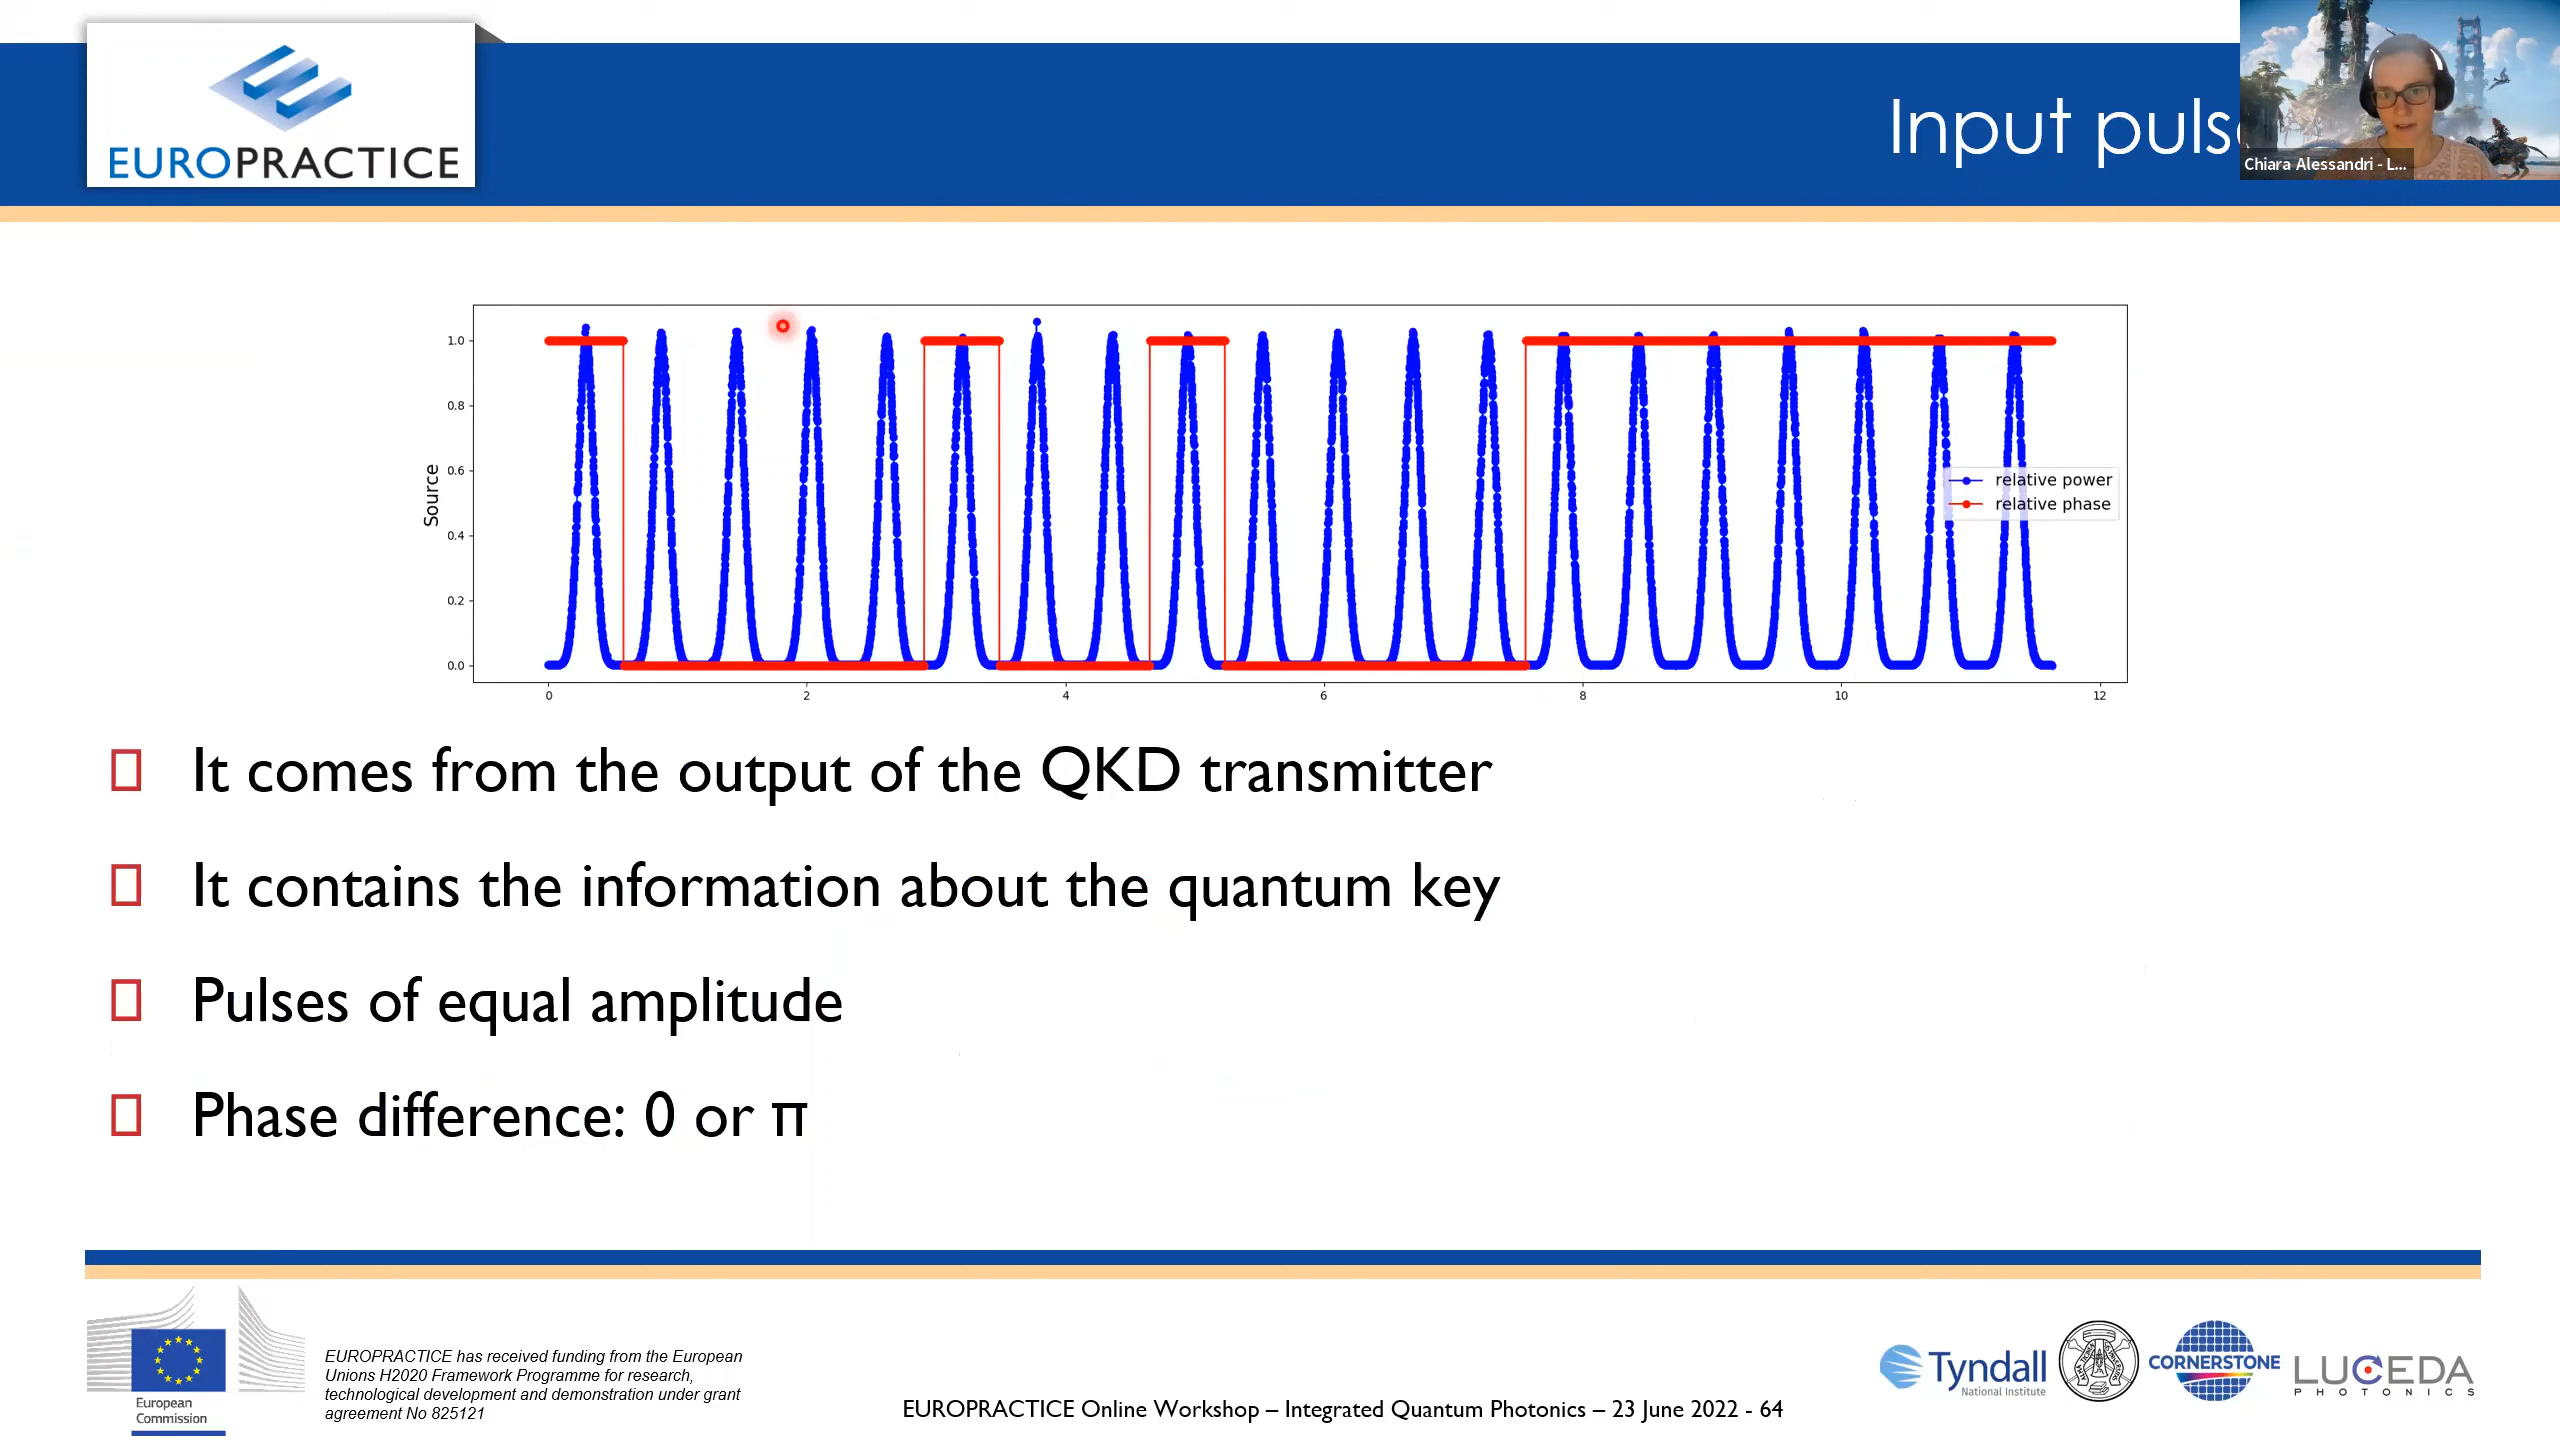 EUROPRACTICE
Input puls
Chiara Alessandri - L...
Source
1.0
0.8
0.6
0.4
0.2
0.0
0 2 4 6 8 10 12
relative power
relative phase
It comes from the output of the QKD transmitter
It contains the information about the quantum key
Pulses of equal amplitude
Phase difference: 0 or π
European
Commission
EUROPRACTICE has received funding from the European
Unions H2020 Framework Programme for research,
technological development and demonstration under grant
agreement No 825121
EUROPRACTICE Online Workshop – Integrated Quantum Photonics – 23 June 2022 - 64
Tyndall
National Institute
CORNERSTONE
LUCEDA
PHOTONICS